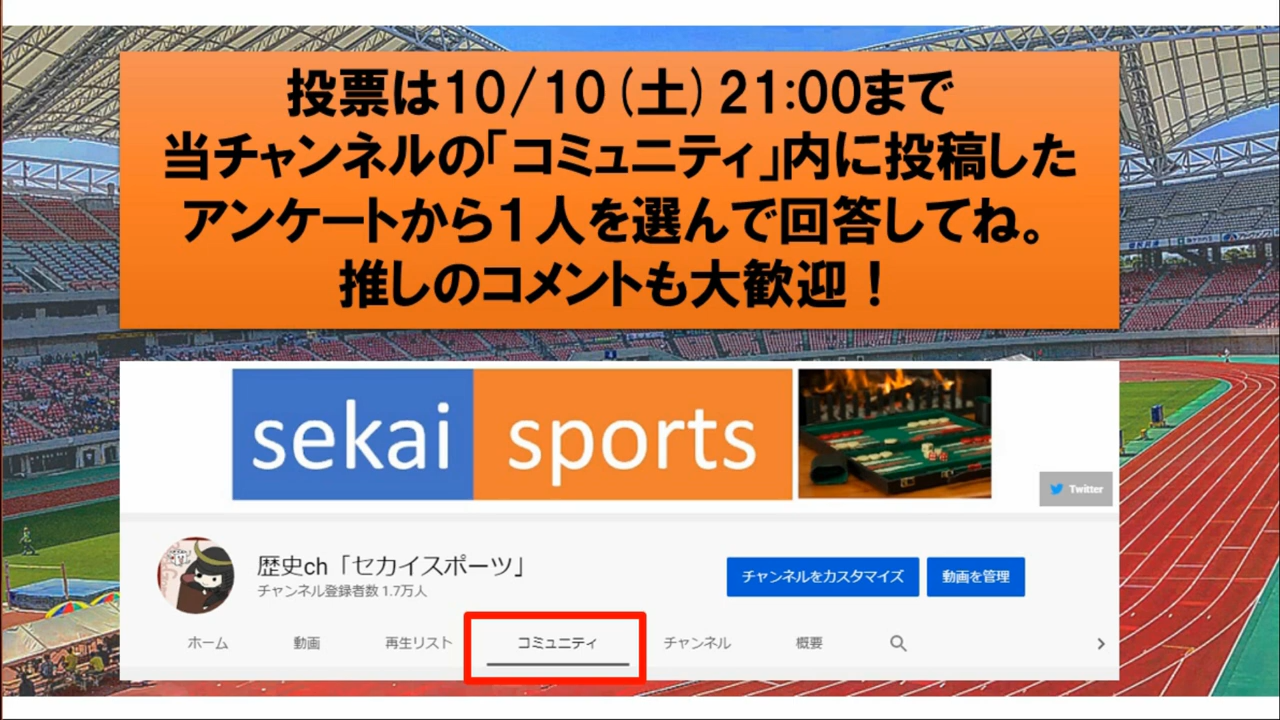 投票は10/10(土)21:00まで
当チャンネルの「コミュニティ」内に投稿した
アンケートから1人を選んで回答してね。
推しのコメントも大歓迎！
sekai sports
Twitter
歴史ch「セカイスポーツ」
チャンネル登録者数 1.7万人
チャンネルをカスタマイズ 動画を管理
ホーム 動画 再生リスト コミュニティ チャンネル 概要